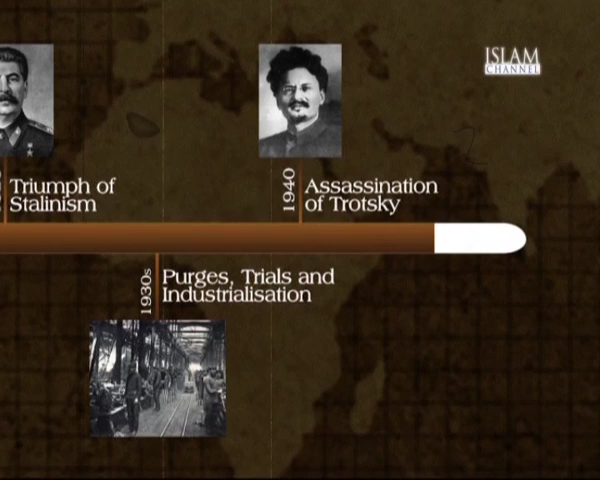 ISLAM
CHANNEL
Triumph of
Stalinism
1940
Assassination
of Trotsky
1930s
Purges, Trials and
Industrialisation